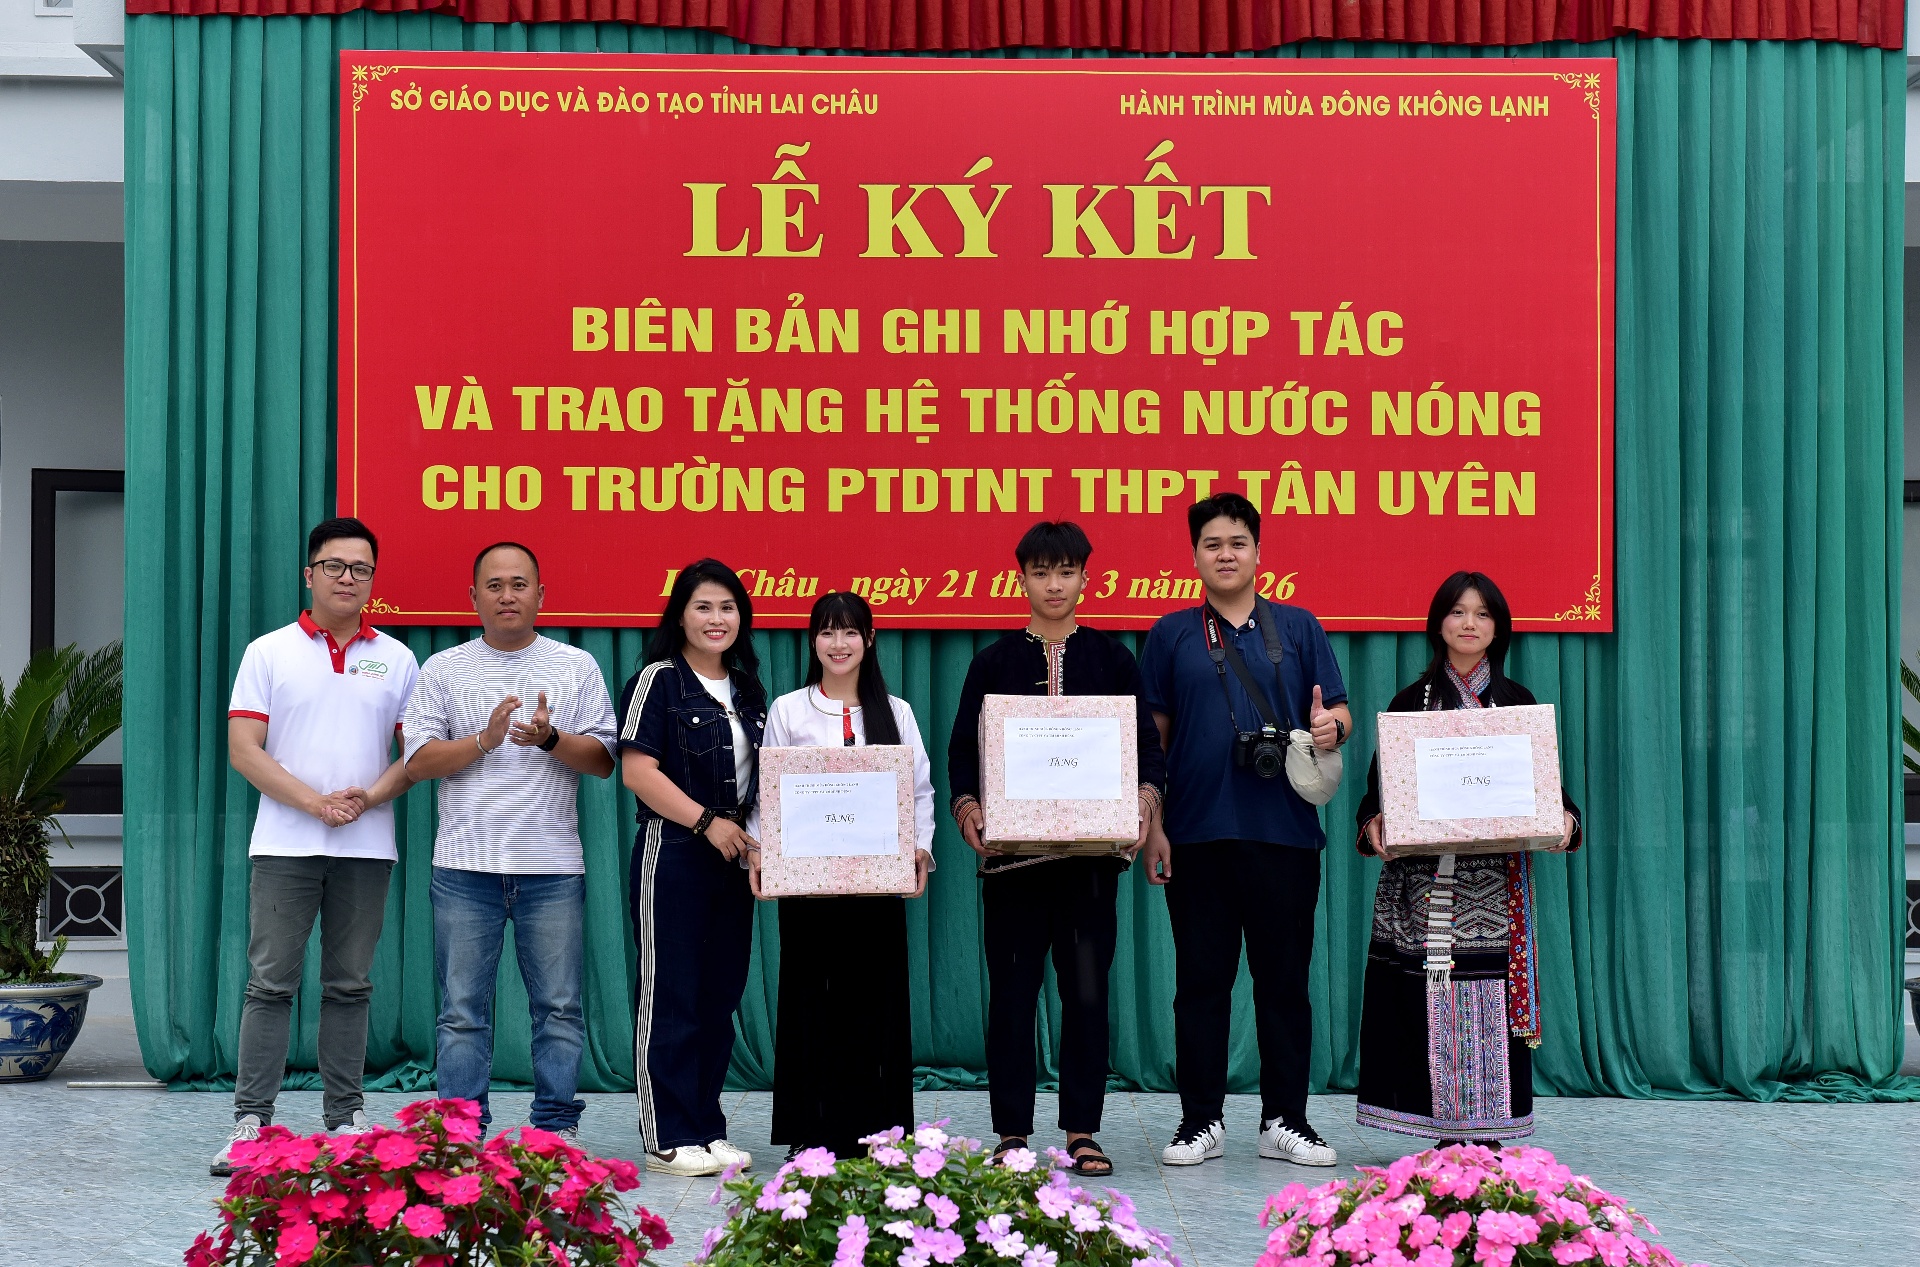 SỞ GIÁO DỤC VÀ ĐÀO TẠO TỈNH LAI CHÂU
HÀNH TRÌNH MÙA ĐÔNG KHÔNG LẠNH
LỄ KÝ KẾT
BIÊN BẢN GHI NHỚ HỢP TÁC
VÀ TRAO TẶNG HỆ THỐNG NƯỚC NÓNG
CHO TRƯỜNG PTDTNT THPT TÂN UYÊN
Châu , ngày 21 3 năm
TẶNG
TẶNG
TẶNG
Canon